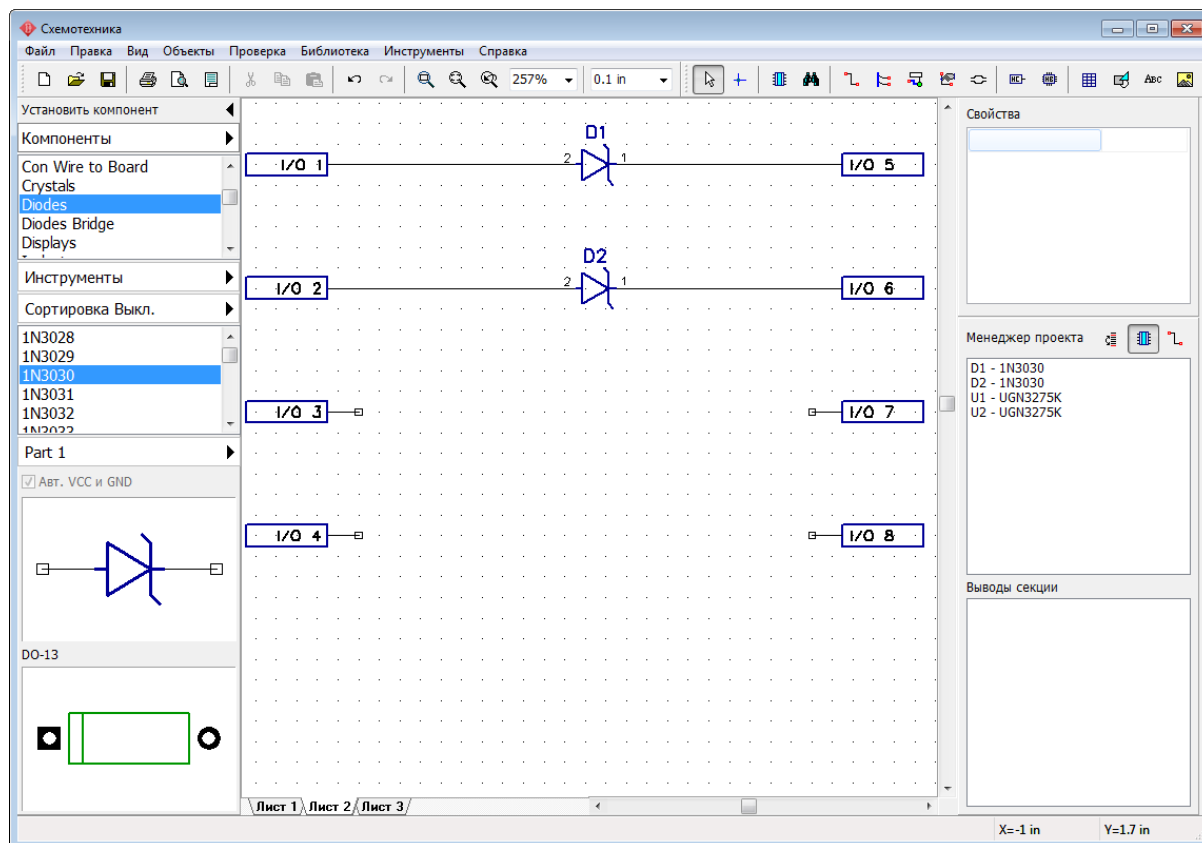 Схемотехника
Файл Правка Вид Объекты Проверка Библиотека Инструменты Справка
257% 0.1 in ABC
Установить компонент
Компоненты
Con Wire to Board
Crystals
Diodes
Diodes Bridge
Displays
Инструменты
Сортировка Выкл.
1N3028
1N3029
1N3030
1N3031
1N3032
1N3033
Part 1
Авт. VCC и GND
DO-13
D1
I/O 1 2 1 I/O 5
D2
I/O 2 2 1 I/O 6
I/O 3 I/O 7
I/O 4 I/O 8
Лист 1 Лист 2 Лист 3
Свойства
Менеджер проекта
D1 - 1N3030
D2 - 1N3030
U1 - UGN3275K
U2 - UGN3275K
Выводы секции
X=-1 in Y=1.7 in